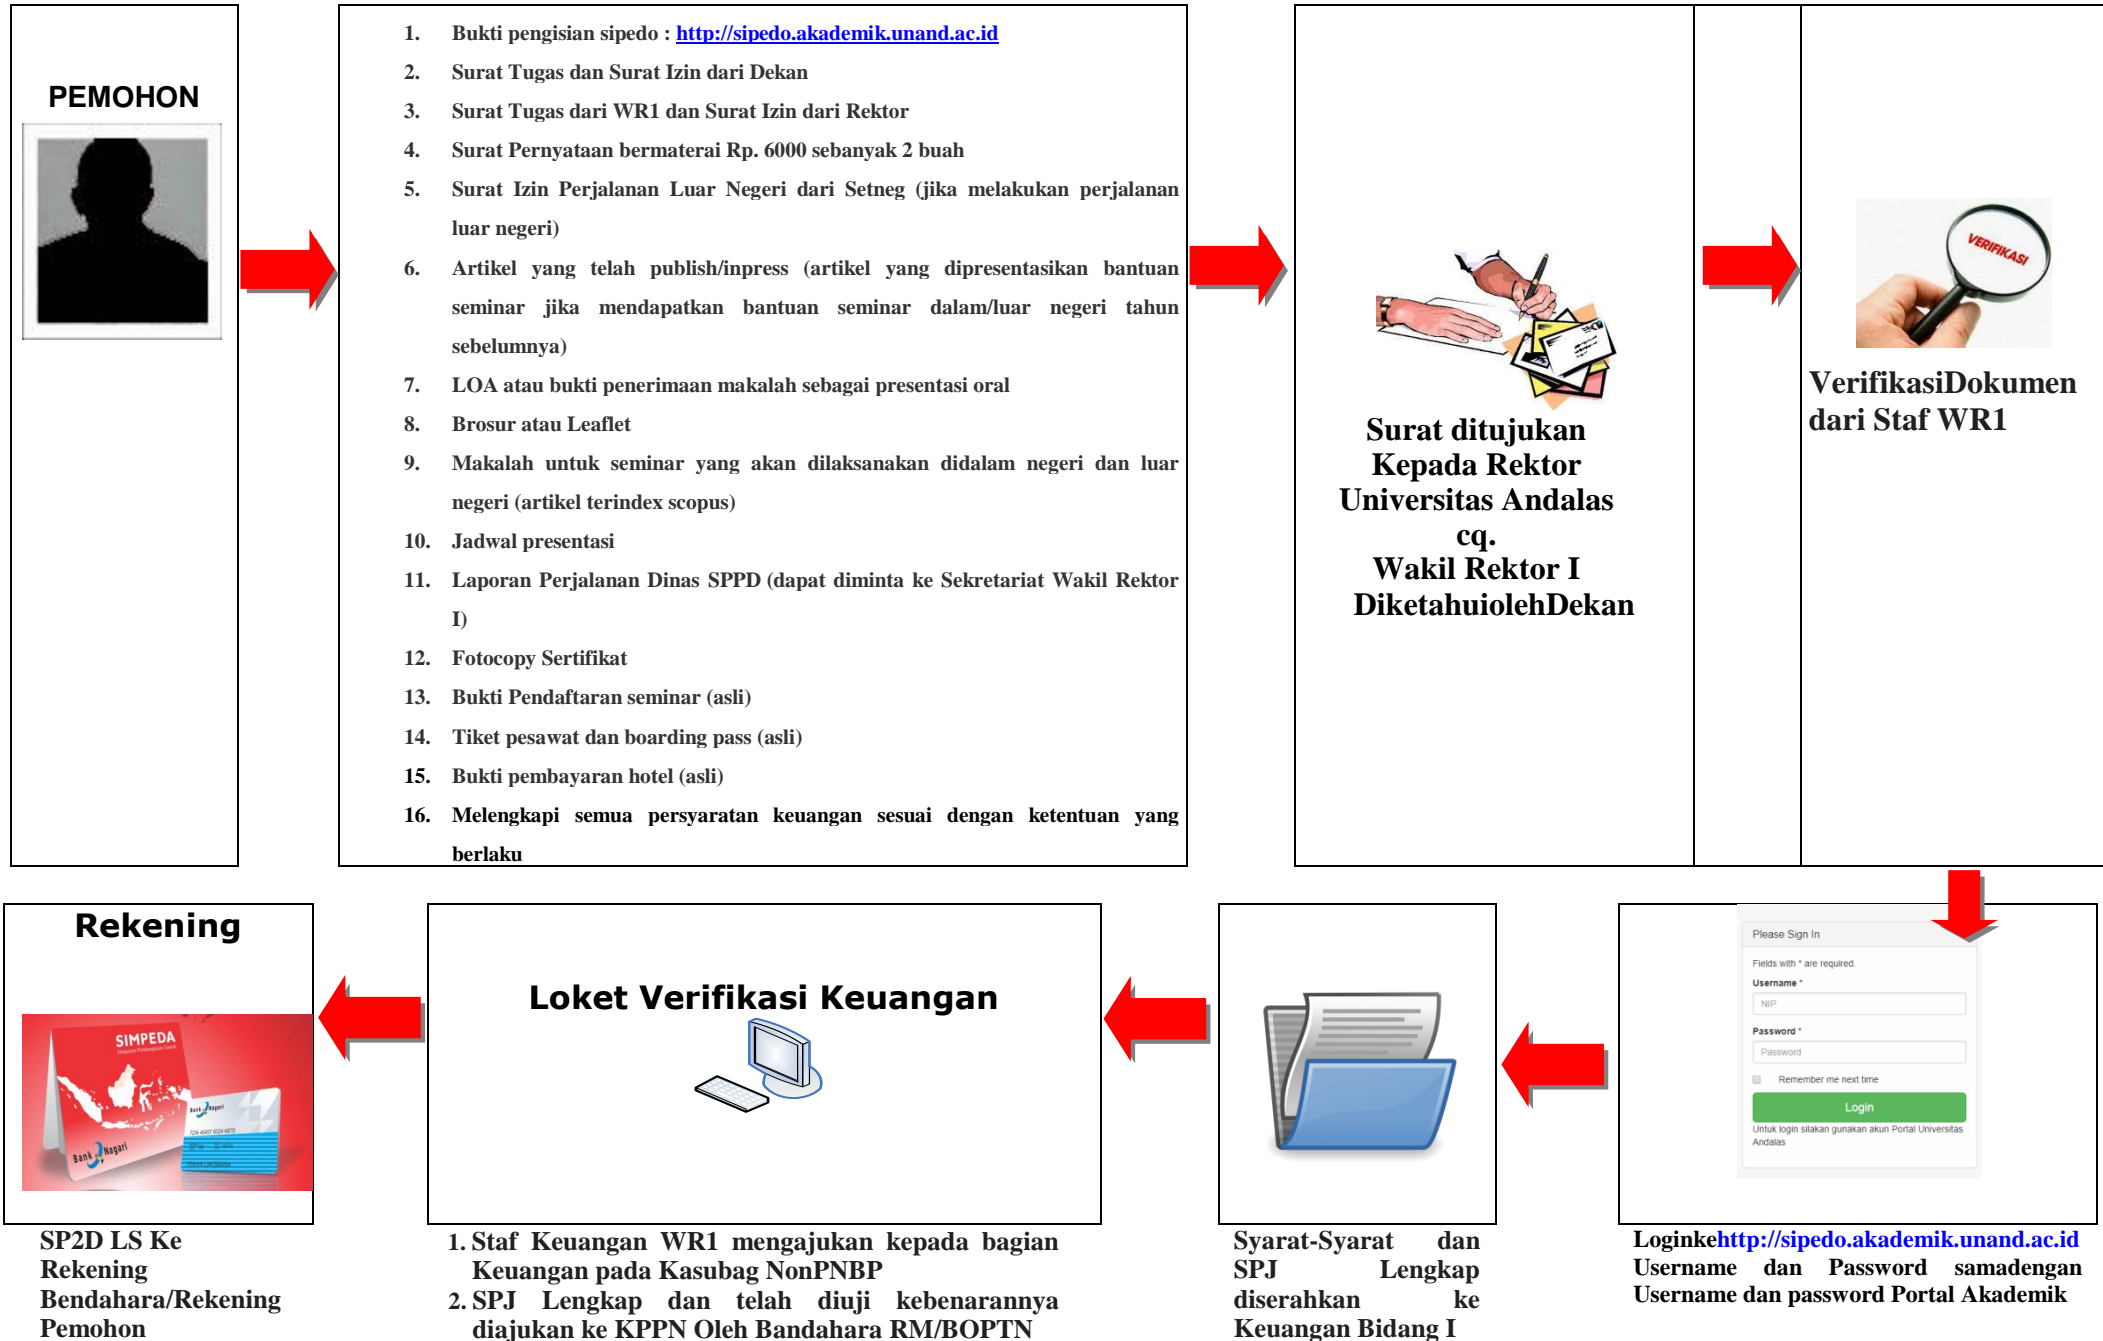 PEMOHON
1. Bukti pengisian sipedo : http://sipedo.akademik.unand.ac.id
2. Surat Tugas dan Surat Izin dari Dekan
3. Surat Tugas dari WR1 dan Surat Izin dari Rektor
4. Surat Pernyataan bermaterai Rp. 6000 sebanyak 2 buah
5. Surat Izin Perjalanan Luar Negeri dari Setneg (jika melakukan perjalanan
luar negeri)
6. Artikel yang telah publish/inpress (artikel yang dipresentasikan bantuan
seminar jika mendapatkan bantuan seminar dalam/luar negeri tahun
sebelumnya)
7. LOA atau bukti penerimaan makalah sebagai presentasi oral
8. Brosur atau Leaflet
9. Makalah untuk seminar yang akan dilaksanakan didalam negeri dan luar
negeri (artikel terindex scopus)
10. Jadwal presentasi
11. Laporan Perjalanan Dinas SPPD (dapat diminta ke Sekretariat Wakil Rektor
I)
12. Fotocopy Sertifikat
13. Bukti Pendaftaran seminar (asli)
14. Tiket pesawat dan boarding pass (asli)
15. Bukti pembayaran hotel (asli)
16. Melengkapi semua persyaratan keuangan sesuai dengan ketentuan yang
berlaku
Surat ditujukan
Kepada Rektor
Universitas Andalas
cq.
Wakil Rektor I
DiketahuiolehDekan
VERIFIKASI
VerifikasiDokumen
dari Staf WR1
Please Sign In
Fields with * are required.
Username *
NIP
Password *
Password
Remember me next time
Login
Untuk login silakan gunakan akun Portal Universitas
Andalas
Loginkehttp://sipedo.akademik.unand.ac.id
Username dan Password samadengan
Username dan password Portal Akademik
Syarat-Syarat dan
SPJ Lengkap
diserahkan ke
Keuangan Bidang I
Loket Verifikasi Keuangan
1. Staf Keuangan WR1 mengajukan kepada bagian
Keuangan pada Kasubag NonPNBP
2. SPJ Lengkap dan telah diuji kebenarannya
diajukan ke KPPN Oleh Bandahara RM/BOPTN
Rekening
SIMPEDA
Bank Nagari
Bank Nagari
SP2D LS Ke
Rekening
Bendahara/Rekening
Pemohon